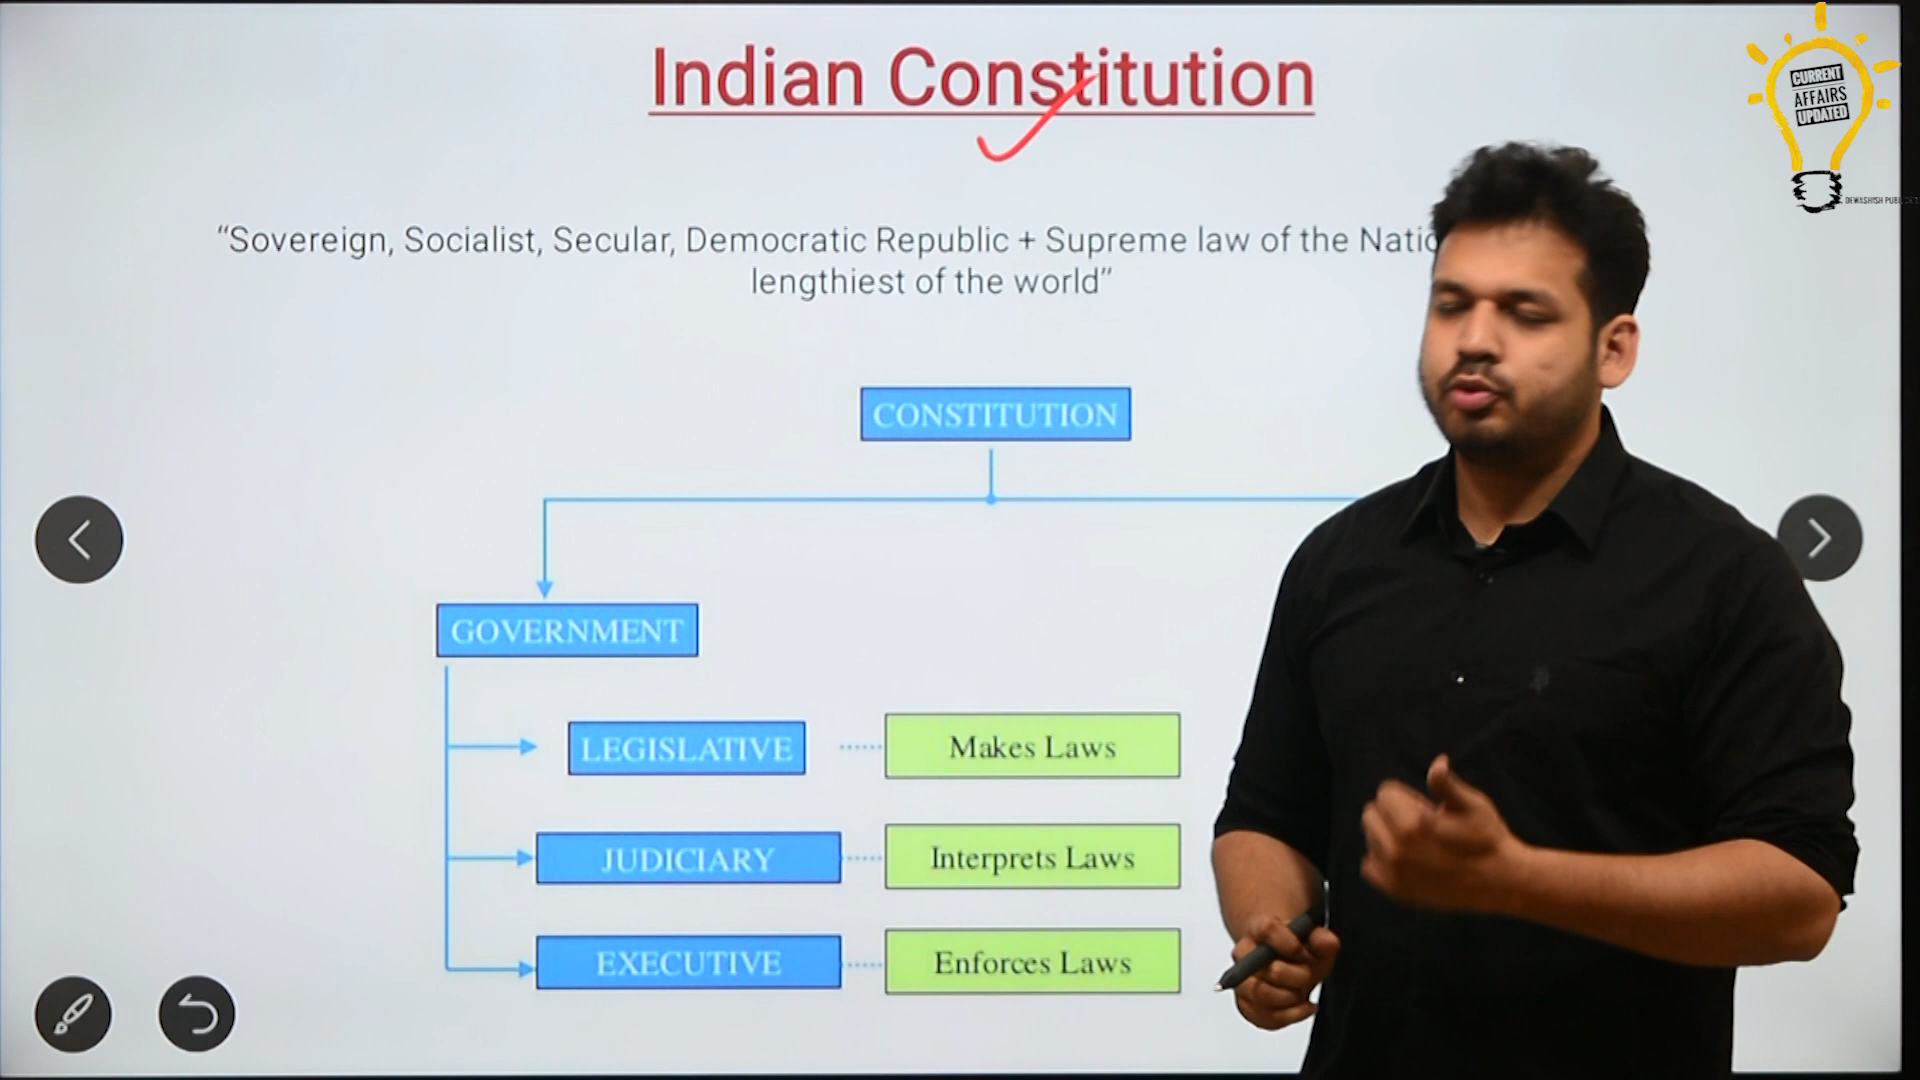 Indian Constitution
CURRENT
AFFAIRS
UPDATED
DEWASHISH
“Sovereign, Socialist, Secular, Democratic Republic + Supreme law of the
lengthiest of the world”
CONSTITUTION
GOVERNMENT
LEGISLATIVE
Makes Laws
JUDICIARY
Interprets Laws
EXECUTIVE
Enforces Laws